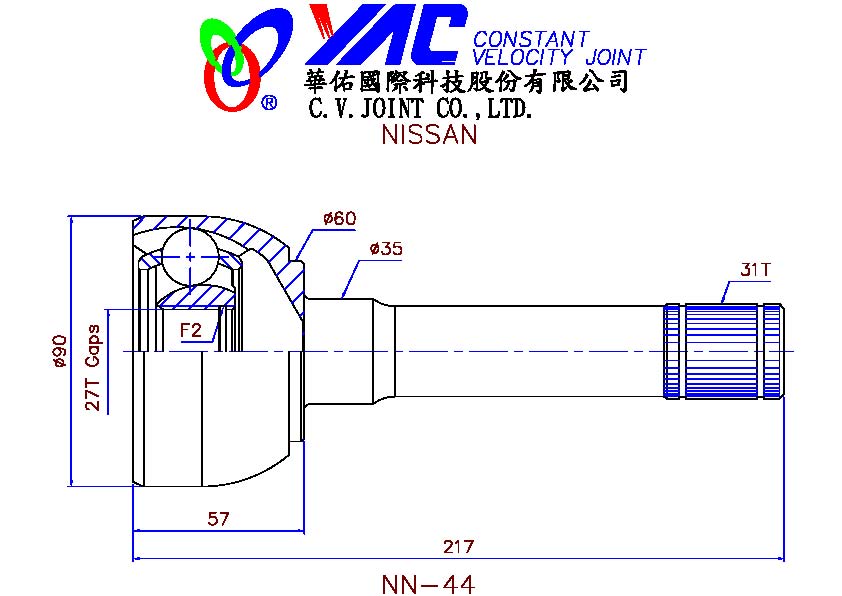 YAC CONSTANT
VELOCITY JOINT
®
華佑國際科技股份有限公司
C.V.JOINT CO.,LTD.
NISSAN
ø60
ø35
31T
F2
ø90
27T Gaps
57
217
NN-44